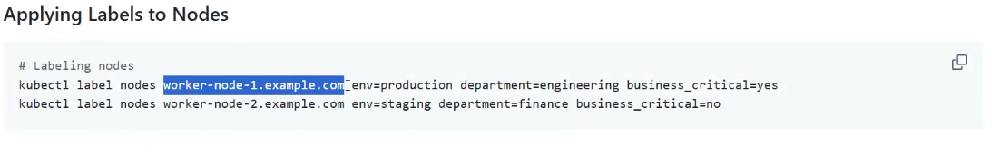 Applying Labels to Nodes
# Labeling nodes
kubectl label nodes worker-node-1.example.com env=production department=engineering business_critical=yes
kubectl label nodes worker-node-2.example.com env=staging department=finance business_critical=no